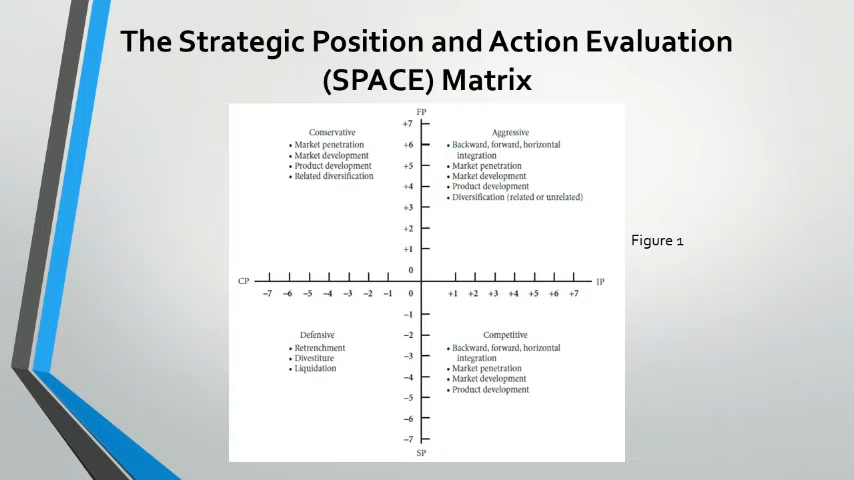 The Strategic Position and Action Evaluation
(SPACE) Matrix
FP
+7
Conservative
• Market penetration
• Market development
• Product development
• Related diversification
Aggressive
• Backward, forward, horizontal
integration
• Market penetration
• Market development
• Product development
• Diversification (related or unrelated)
+6
+5
+4
+3
+2
+1
0
Figure 1
CP
IP
–7 –6 –5 –4 –3 –2 –1 0 +1 +2 +3 +4 +5 +6 +7
–1
Defensive
• Retrenchment
• Divestiture
• Liquidation
Competitive
• Backward, forward, horizontal
integration
• Market penetration
• Market development
• Product development
–2
–3
–4
–5
–6
–7
SP